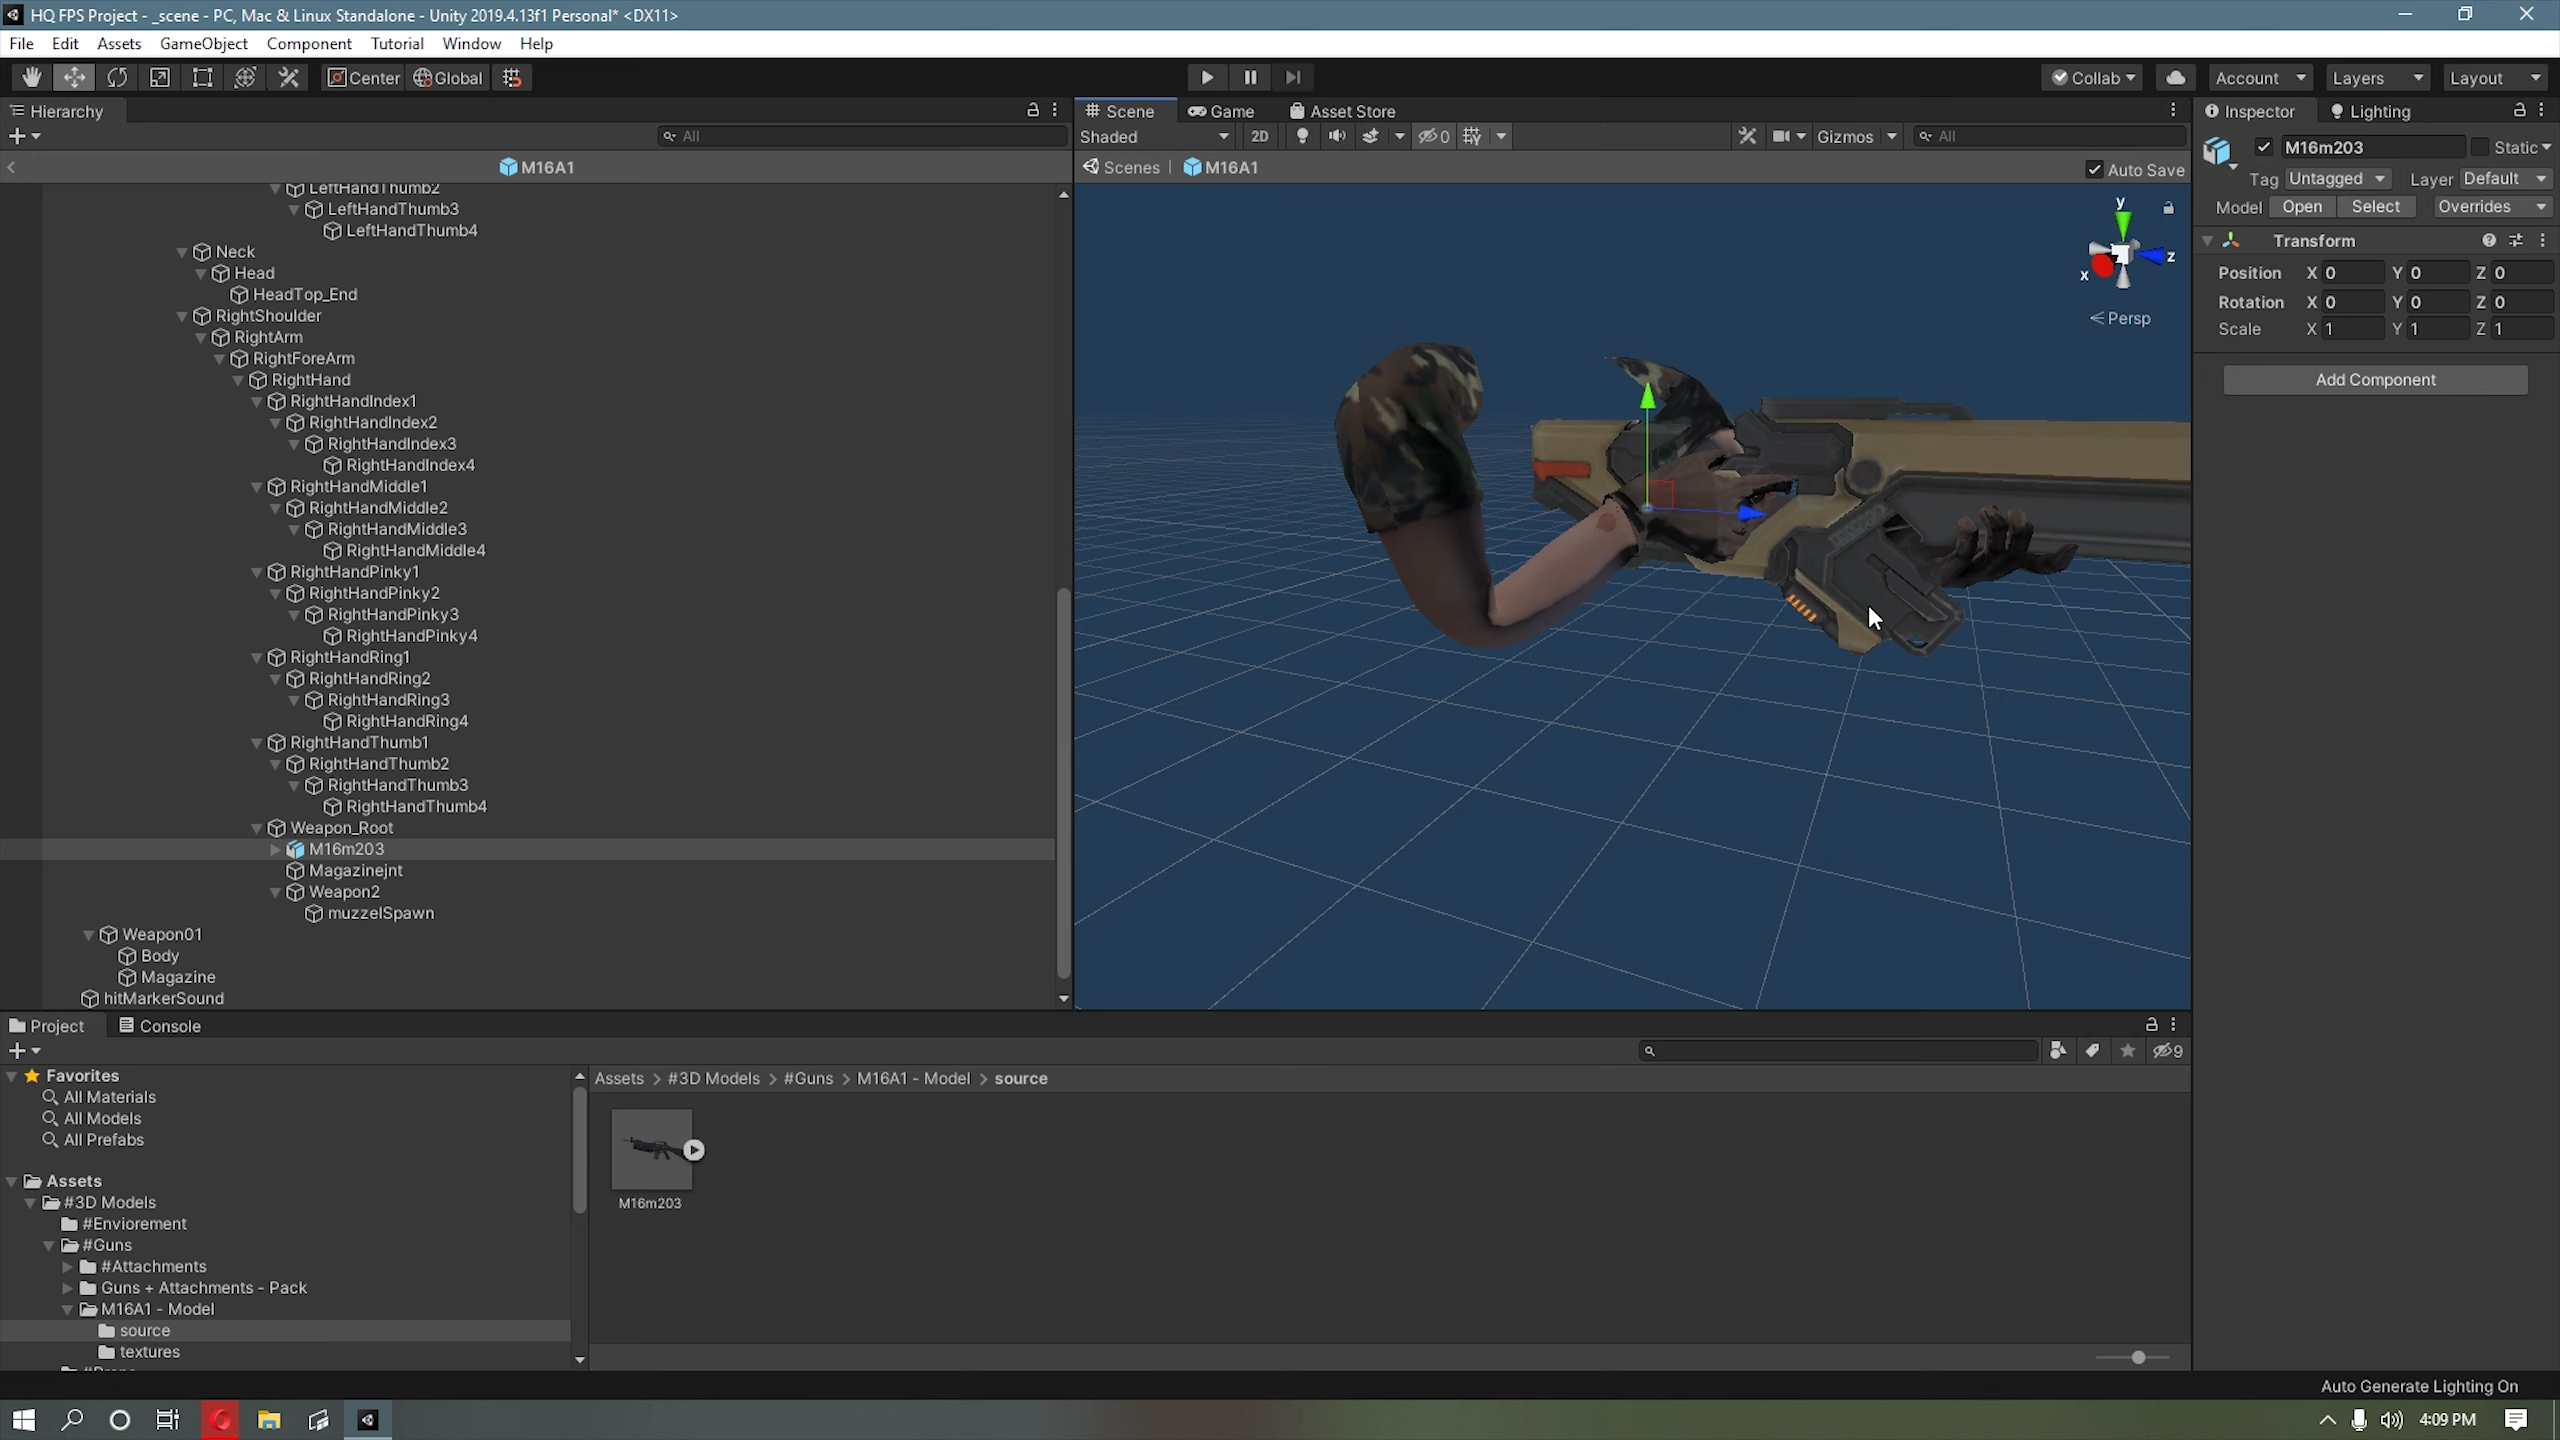 HQ FPS Project - _scene - PC, Mac & Linux Standalone - Unity 2019.4.13f1 Personal* <DX11>
File Edit Assets GameObject Component Tutorial Window Help
Center Global Collab Account Layers Layout
Hierarchy
All
M16A1
LeftHandThumb2
LeftHandThumb3
LeftHandThumb4
Neck
Head
HeadTop_End
RightShoulder
RightArm
RightForeArm
RightHand
RightHandIndex1
RightHandIndex2
RightHandIndex3
RightHandIndex4
RightHandMiddle1
RightHandMiddle2
RightHandMiddle3
RightHandMiddle4
RightHandPinky1
RightHandPinky2
RightHandPinky3
RightHandPinky4
RightHandRing1
RightHandRing2
RightHandRing3
RightHandRing4
RightHandThumb1
RightHandThumb2
RightHandThumb3
RightHandThumb4
Weapon_Root
M16m203
Magazinejnt
Weapon2
muzzelSpawn
Weapon01
Body
Magazine
hitMarkerSound
Scene Game Asset Store
Shaded 2D 0 Gizmos All
Scenes M16A1 Auto Save
y
x z
Persp
Inspector Lighting
M16m203 Static
Tag Untagged Layer Default
Model Open Select Overrides
Transform
Position X 0 Y 0 Z 0
Rotation X 0 Y 0 Z 0
Scale X 1 Y 1 Z 1
Add Component
Project Console
9
Favorites
All Materials
All Models
All Prefabs
Assets
#3D Models
#Enviorement
#Guns
#Attachments
Guns + Attachments - Pack
M16A1 - Model
source
textures
Assets > #3D Models > #Guns > M16A1 - Model > source
M16m203
Auto Generate Lighting On
4:09 PM